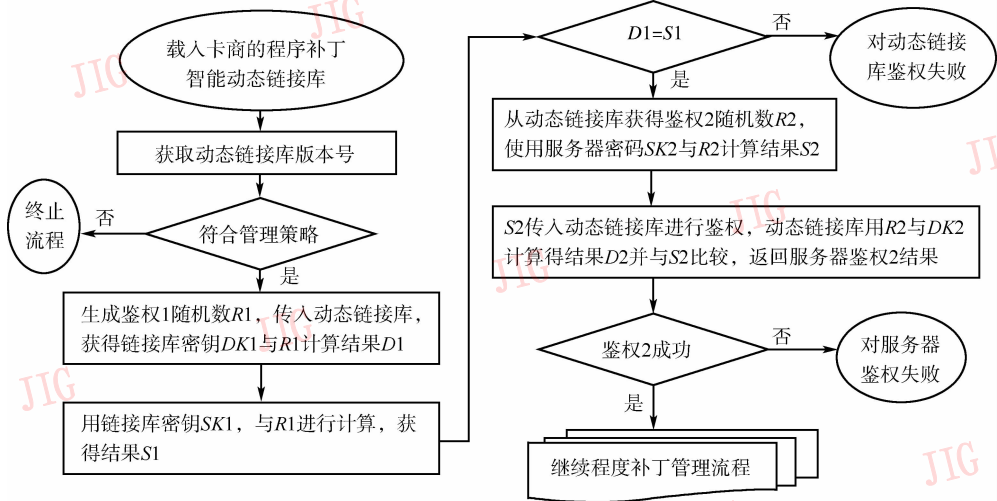 载入卡商的程序补丁
智能动态链接库
获取动态链接库版本号
符合管理策略
否
终止
流程
是
生成鉴权1随机数R1，传入动态链接库，
获得链接库密钥DK1与R1计算结果D1
用链接库密钥SK1，与R1进行计算，获
得结果S1
D1=S1
否
对动态链接
库鉴权失败
是
从动态链接库获得鉴权2随机数R2，
使用服务器密码SK2与R2计算结果S2
S2传入动态链接库进行鉴权，动态链接库用R2与DK2
计算得结果D2并与S2比较，返回服务器鉴权2结果
鉴权2成功
否
对服务器
鉴权失败
是
继续程度补丁管理流程
JIG
JIG
JIG
JIG
JIG
JIG
JIG
JIG